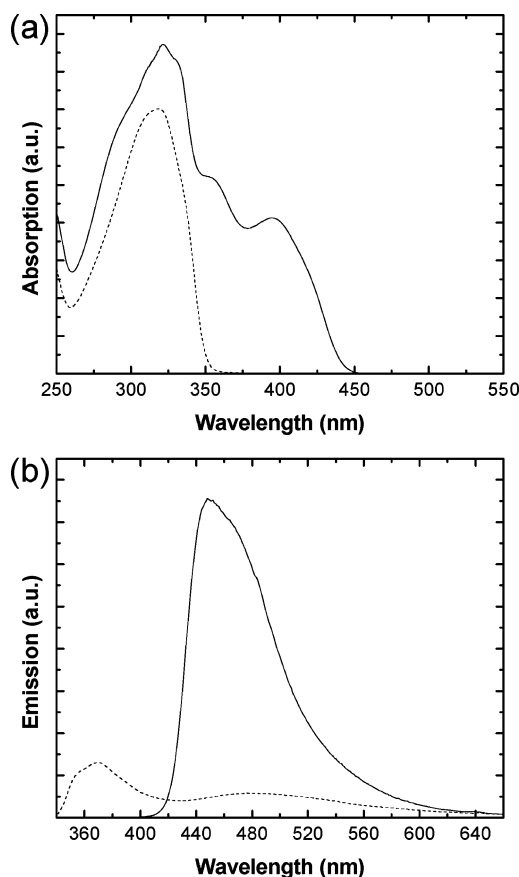 (a)
Absorption (a.u.)
250 300 350 400 450 500 550
Wavelength (nm)
(b)
Emission (a.u.)
360 400 440 480 520 560 600 640
Wavelength (nm)